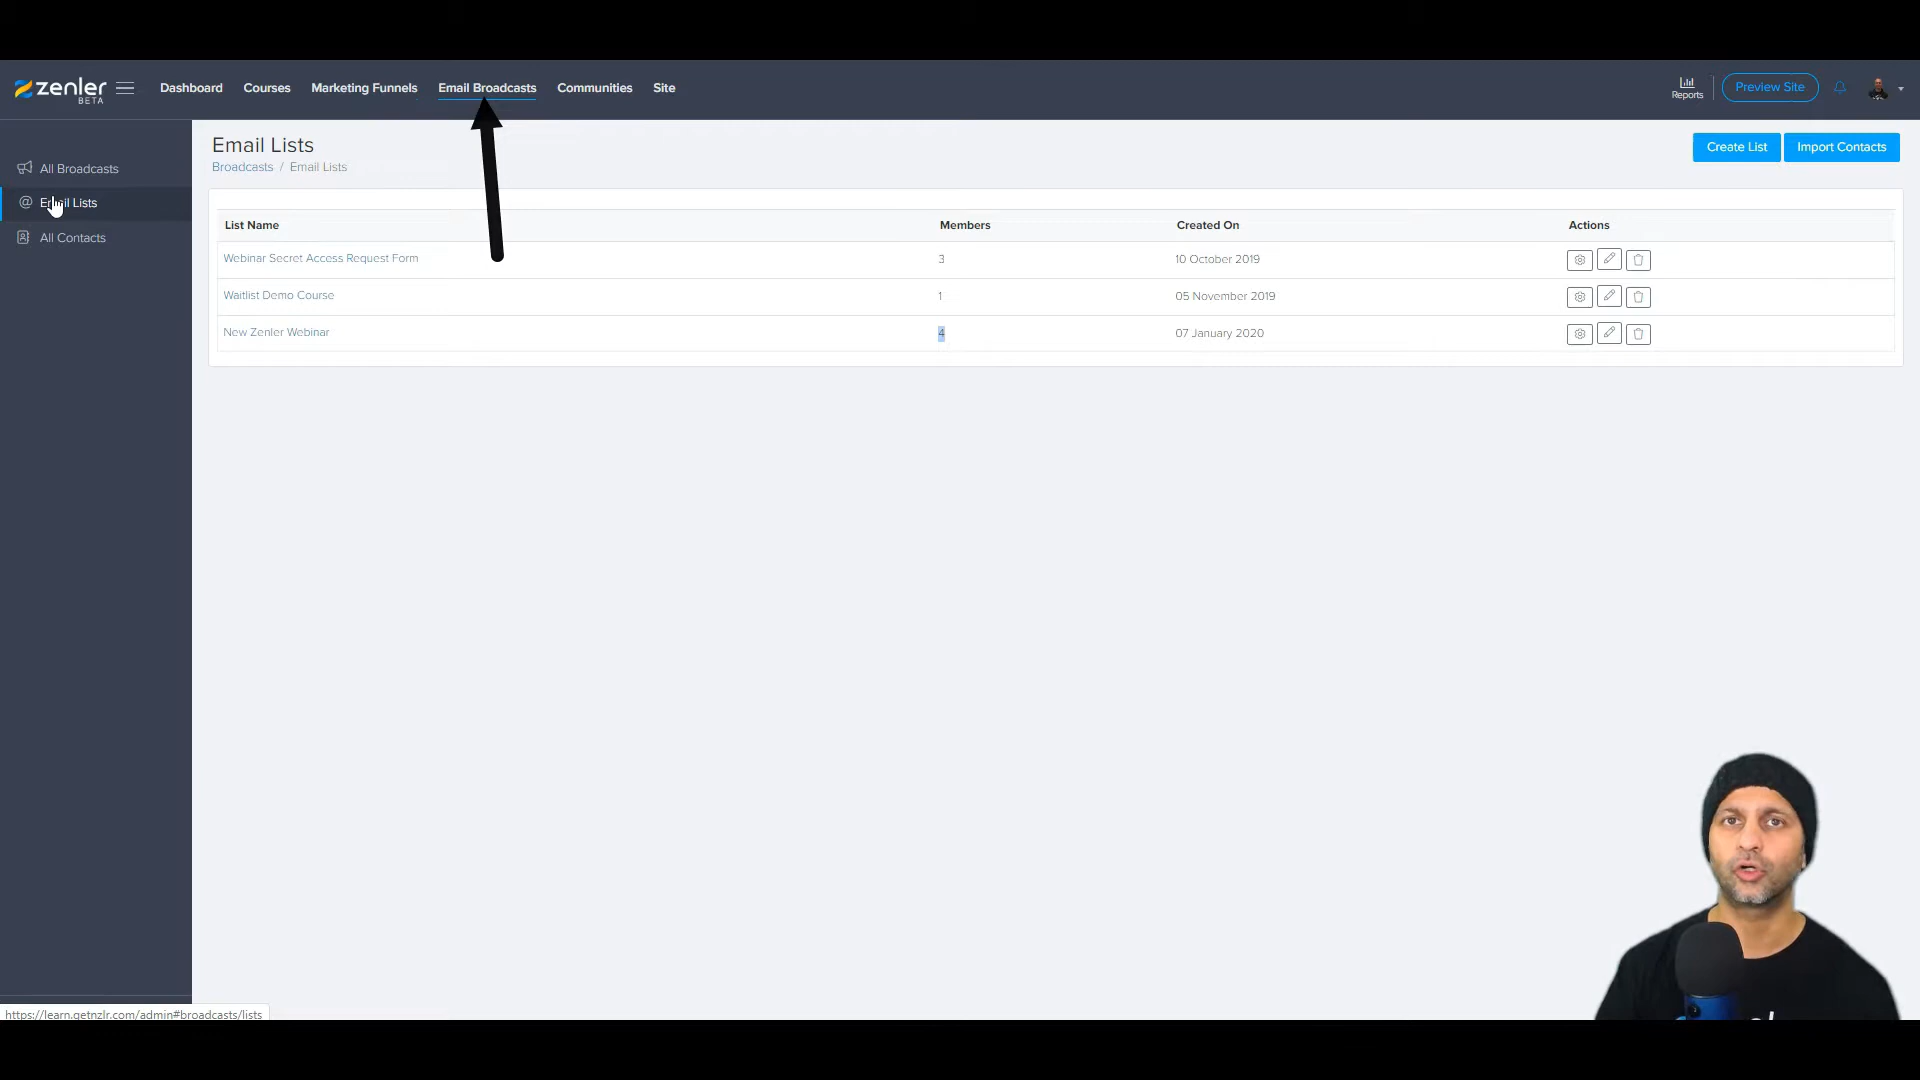 zenler
BETA
Dashboard
Courses
Marketing Funnels
Email Broadcasts
Communities
Site
Reports
Preview Site
All Broadcasts
Email Lists
All Contacts
Email Lists
Broadcasts / Email Lists
Create List
Import Contacts
List Name Members Created On Actions
Webinar Secret Access Request Form 3 10 October 2019
Waitlist Demo Course 1 05 November 2019
New Zenler Webinar 4 07 January 2020
https://learn.getnzlr.com/admin#broadcasts/lists